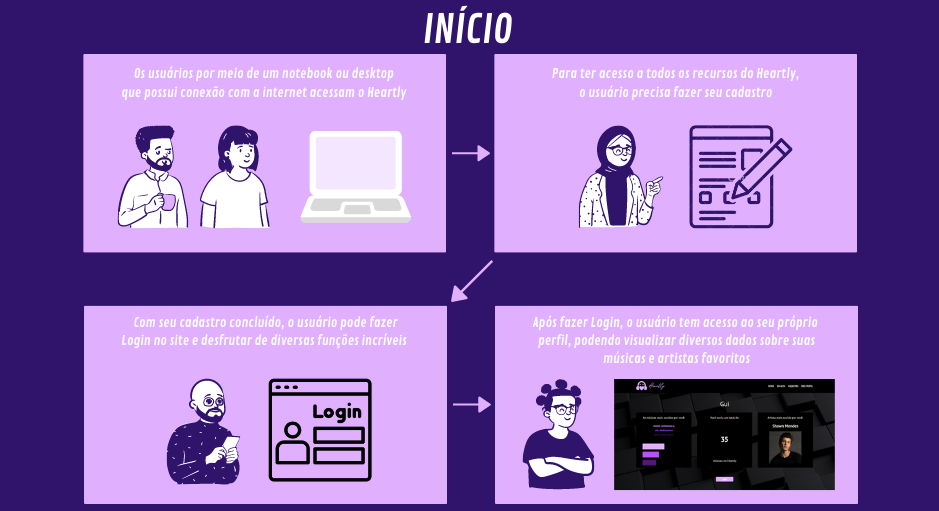 INÍCIO
Os usuários por meio de um notebook ou desktop
que possui conexão com a internet acessam o Heartly
Para ter acesso a todos os recursos do Heartly,
o usuário precisa fazer seu cadastro
Com seu cadastro concluído, o usuário pode fazer
Login no site e desfrutar de diversas funções incríveis
Login
Após fazer Login, o usuário tem acesso ao seu próprio
perfil, podendo visualizar diversos dados sobre suas
músicas e artistas favoritos
Heartly
Gui
35
Shawn Mendes